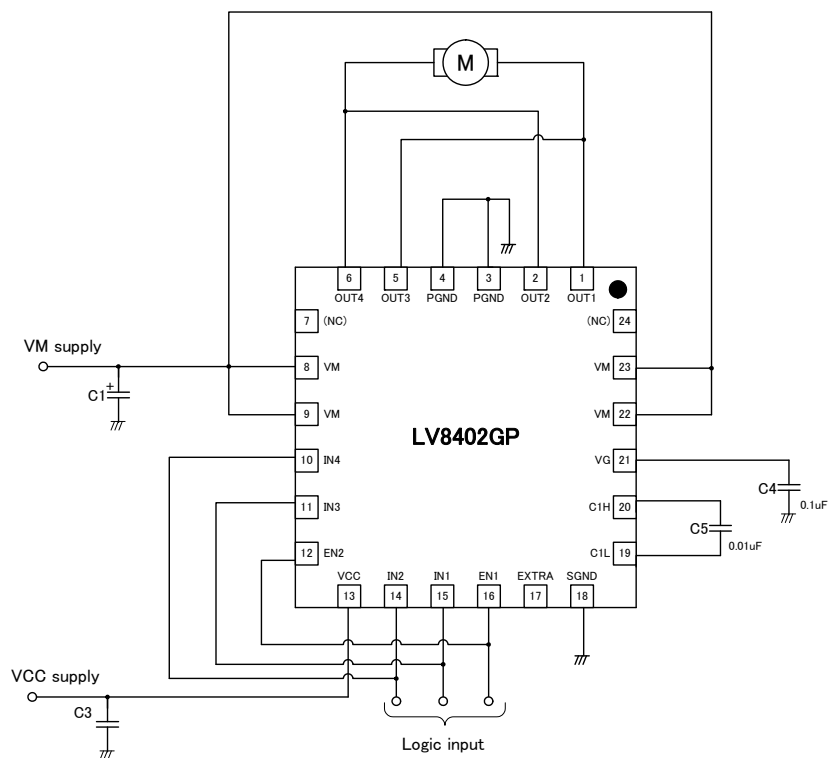 M
6 5 4 3 2 1
OUT4 OUT3 PGND PGND OUT2 OUT1
7 (NC) (NC) 24
VM supply
8 VM VM 23
C1 +
9 VM VM 22
LV8402GP
10 IN4 VG 21
C4
0.1uF
11 IN3 C1H 20
C5
0.01uF
12 EN2 C1L 19
VCC IN2 IN1 EN1 EXTRA SGND
13 14 15 16 17 18
VCC supply
C3
Logic input